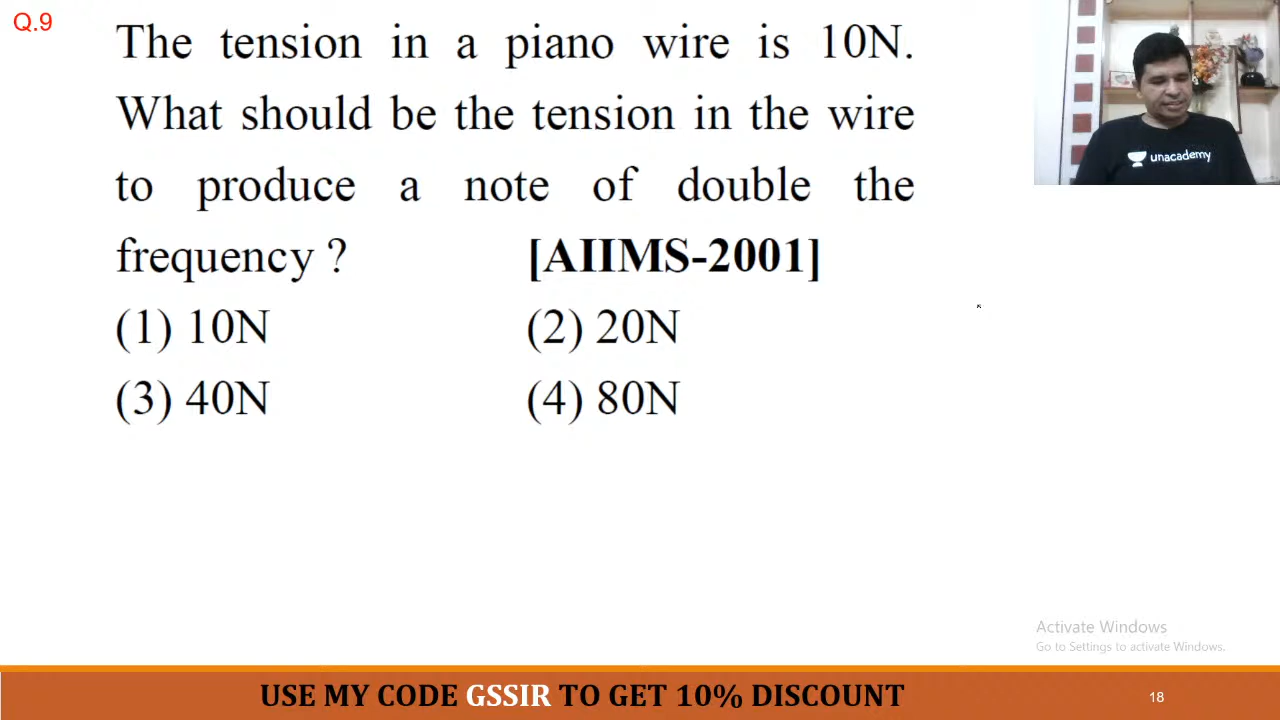 Q.9
The tension in a piano wire is 10N.
What should be the tension in the wire
to produce a note of double the
frequency ? [AIIMS-2001]
(1) 10N (2) 20N
(3) 40N (4) 80N
unacademy
Activate Windows
Go to Settings to activate Windows.
USE MY CODE GSSIR TO GET 10% DISCOUNT
18